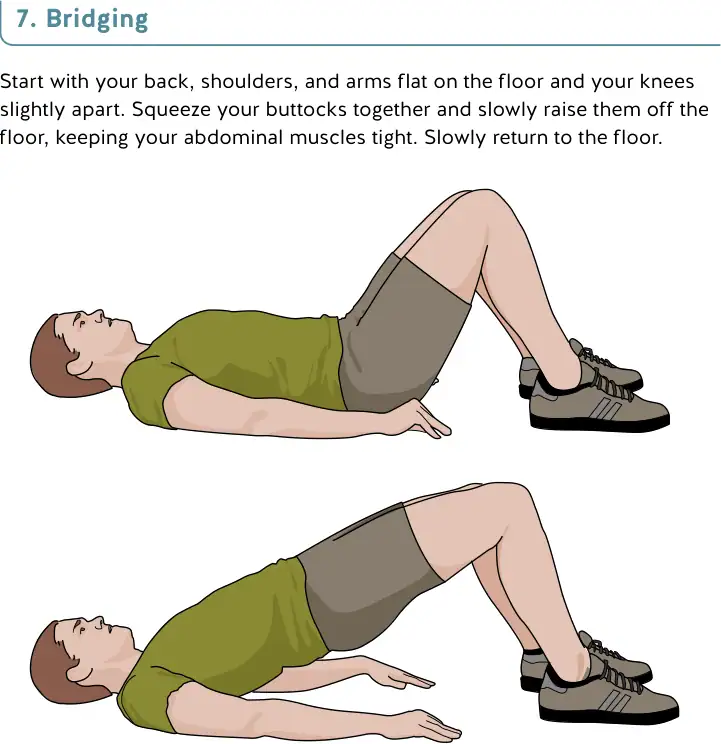 7. Bridging
Start with your back, shoulders, and arms flat on the floor and your knees
slightly apart. Squeeze your buttocks together and slowly raise them off the
floor, keeping your abdominal muscles tight. Slowly return to the floor.